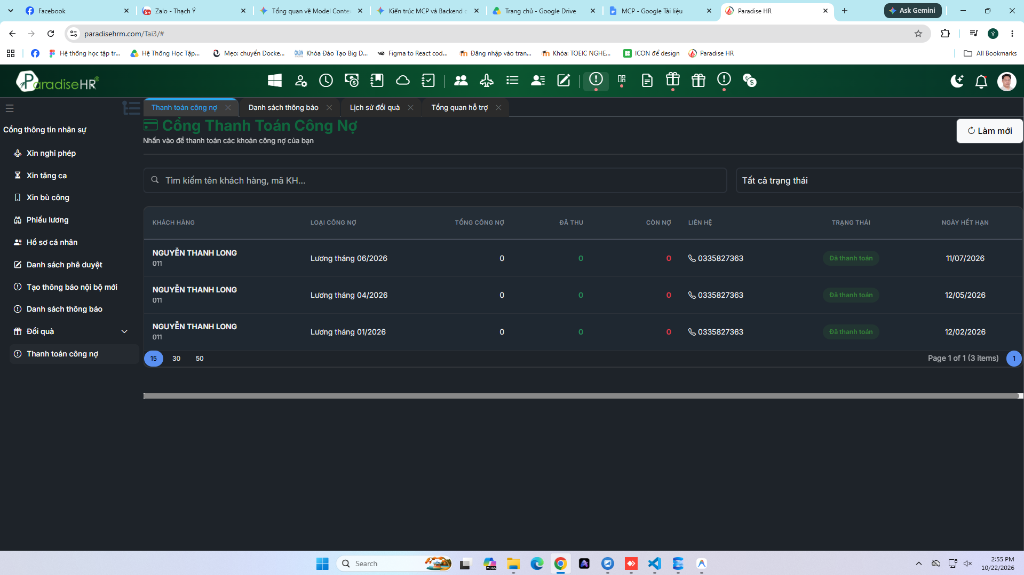 Facebook
Zalo - Thạch Ý
Tổng quan về Model Conte
Kiến trúc MCP và Backend
Trang chủ - Google Drive
MCP - Google Tài liệu
Paradise HR
Ask Gemini
paradisehrm.com/Tai3/#
Hệ thống học tập tr...
Hệ Thống Học Tập...
Mẹo: chuyển Docke...
Khóa Đào Tạo Big D...
Figma to React cod...
Đăng nhập vào tran...
Khóa TOEIC NGHE...
ICON để design
Paradise HR
All Bookmarks
ParadiseHR
Thanh toán công nợ
Danh sách thông báo
Lịch sử đổi quà
Tổng quan hỗ trợ
Cổng thông tin nhân sự
Xin nghỉ phép
Xin tăng ca
Xin bù công
Phiếu lương
Hồ sơ cá nhân
Danh sách phê duyệt
Tạo thông báo nội bộ mới
Danh sách thông báo
Đổi quà
Thanh toán công nợ
Cổng Thanh Toán Công Nợ
Nhấn vào để thanh toán các khoản công nợ của bạn
Làm mới
Tìm kiếm tên khách hàng, mã KH...
Tất cả trạng thái
KHÁCH HÀNG LOẠI CÔNG NỢ TỔNG CÔNG NỢ ĐÃ THU CÒN NỢ LIÊN HỆ TRẠNG THÁI NGÀY HẾT HẠN
NGUYỄN THANH LONG
011
Lương tháng 06/2026 0 0 0 0335827363 Đã thanh toán 11/07/2026
NGUYỄN THANH LONG
011
Lương tháng 04/2026 0 0 0 0335827363 Đã thanh toán 12/05/2026
NGUYỄN THANH LONG
011
Lương tháng 01/2026 0 0 0 0335827363 Đã thanh toán 12/02/2026
15 30 50
Page 1 of 1 (3 items) 1
Search
2:55 PM
10/22/2026